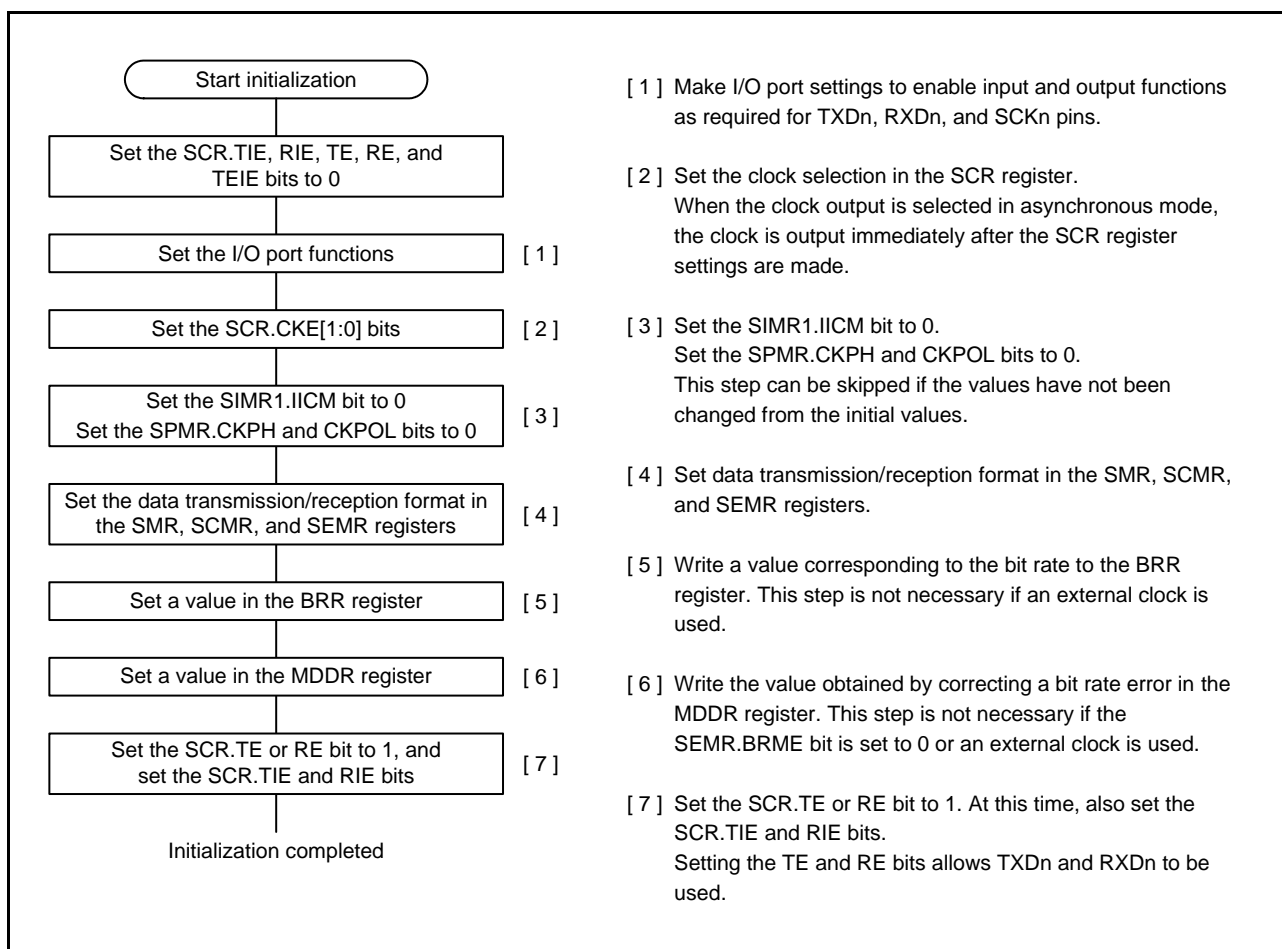 Start initialization
Set the SCR.TIE, RIE, TE, RE, and
TEIE bits to 0
Set the I/O port functions
[ 1 ]
Set the SCR.CKE[1:0] bits
[ 2 ]
Set the SIMR1.IICM bit to 0
Set the SPMR.CKPH and CKPOL bits to 0
[ 3 ]
Set the data transmission/reception format in
the SMR, SCMR, and SEMR registers
[ 4 ]
Set a value in the BRR register
[ 5 ]
Set a value in the MDDR register
[ 6 ]
Set the SCR.TE or RE bit to 1, and
set the SCR.TIE and RIE bits
[ 7 ]
Initialization completed
[ 1 ] Make I/O port settings to enable input and output functions
as required for TXDn, RXDn, and SCKn pins.
[ 2 ] Set the clock selection in the SCR register.
When the clock output is selected in asynchronous mode,
the clock is output immediately after the SCR register
settings are made.
[ 3 ] Set the SIMR1.IICM bit to 0.
Set the SPMR.CKPH and CKPOL bits to 0.
This step can be skipped if the values have not been
changed from the initial values.
[ 4 ] Set data transmission/reception format in the SMR, SCMR,
and SEMR registers.
[ 5 ] Write a value corresponding to the bit rate to the BRR
register. This step is not necessary if an external clock is
used.
[ 6 ] Write the value obtained by correcting a bit rate error in the
MDDR register. This step is not necessary if the
SEMR.BRME bit is set to 0 or an external clock is used.
[ 7 ] Set the SCR.TE or RE bit to 1. At this time, also set the
SCR.TIE and RIE bits.
Setting the TE and RE bits allows TXDn and RXDn to be
used.